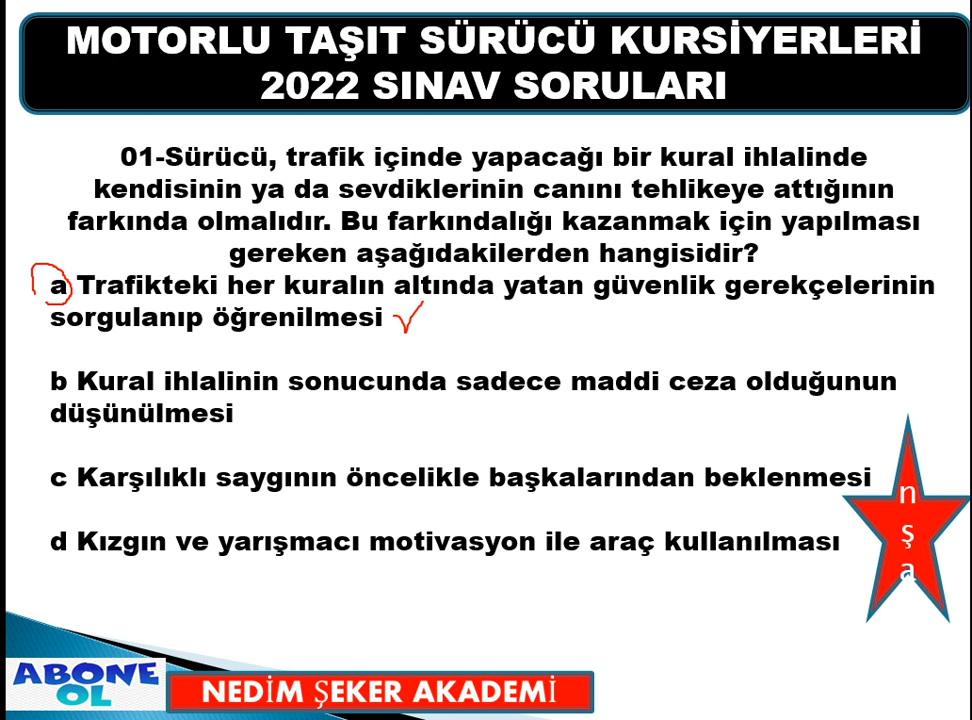 MOTORLU TAŞIT SÜRÜCÜ KURSİYERLERİ
2022 SINAV SORULARI
01-Sürücü, trafik içinde yapacağı bir kural ihlalinde
kendisinin ya da sevdiklerinin canını tehlikeye attığının
farkında olmalıdır. Bu farkındalığı kazanmak için yapılması
gereken aşağıdakilerden hangisidir?
a Trafikteki her kuralın altında yatan güvenlik gerekçelerinin
sorgulanıp öğrenilmesi
b Kural ihlalinin sonucunda sadece maddi ceza olduğunun
düşünülmesi
c Karşılıklı saygının öncelikle başkalarından beklenmesi
d Kızgın ve yarışmacı motivasyon ile araç kullanılması
n
ş
a
ABONE
OL
NEDİM ŞEKER AKADEMİ